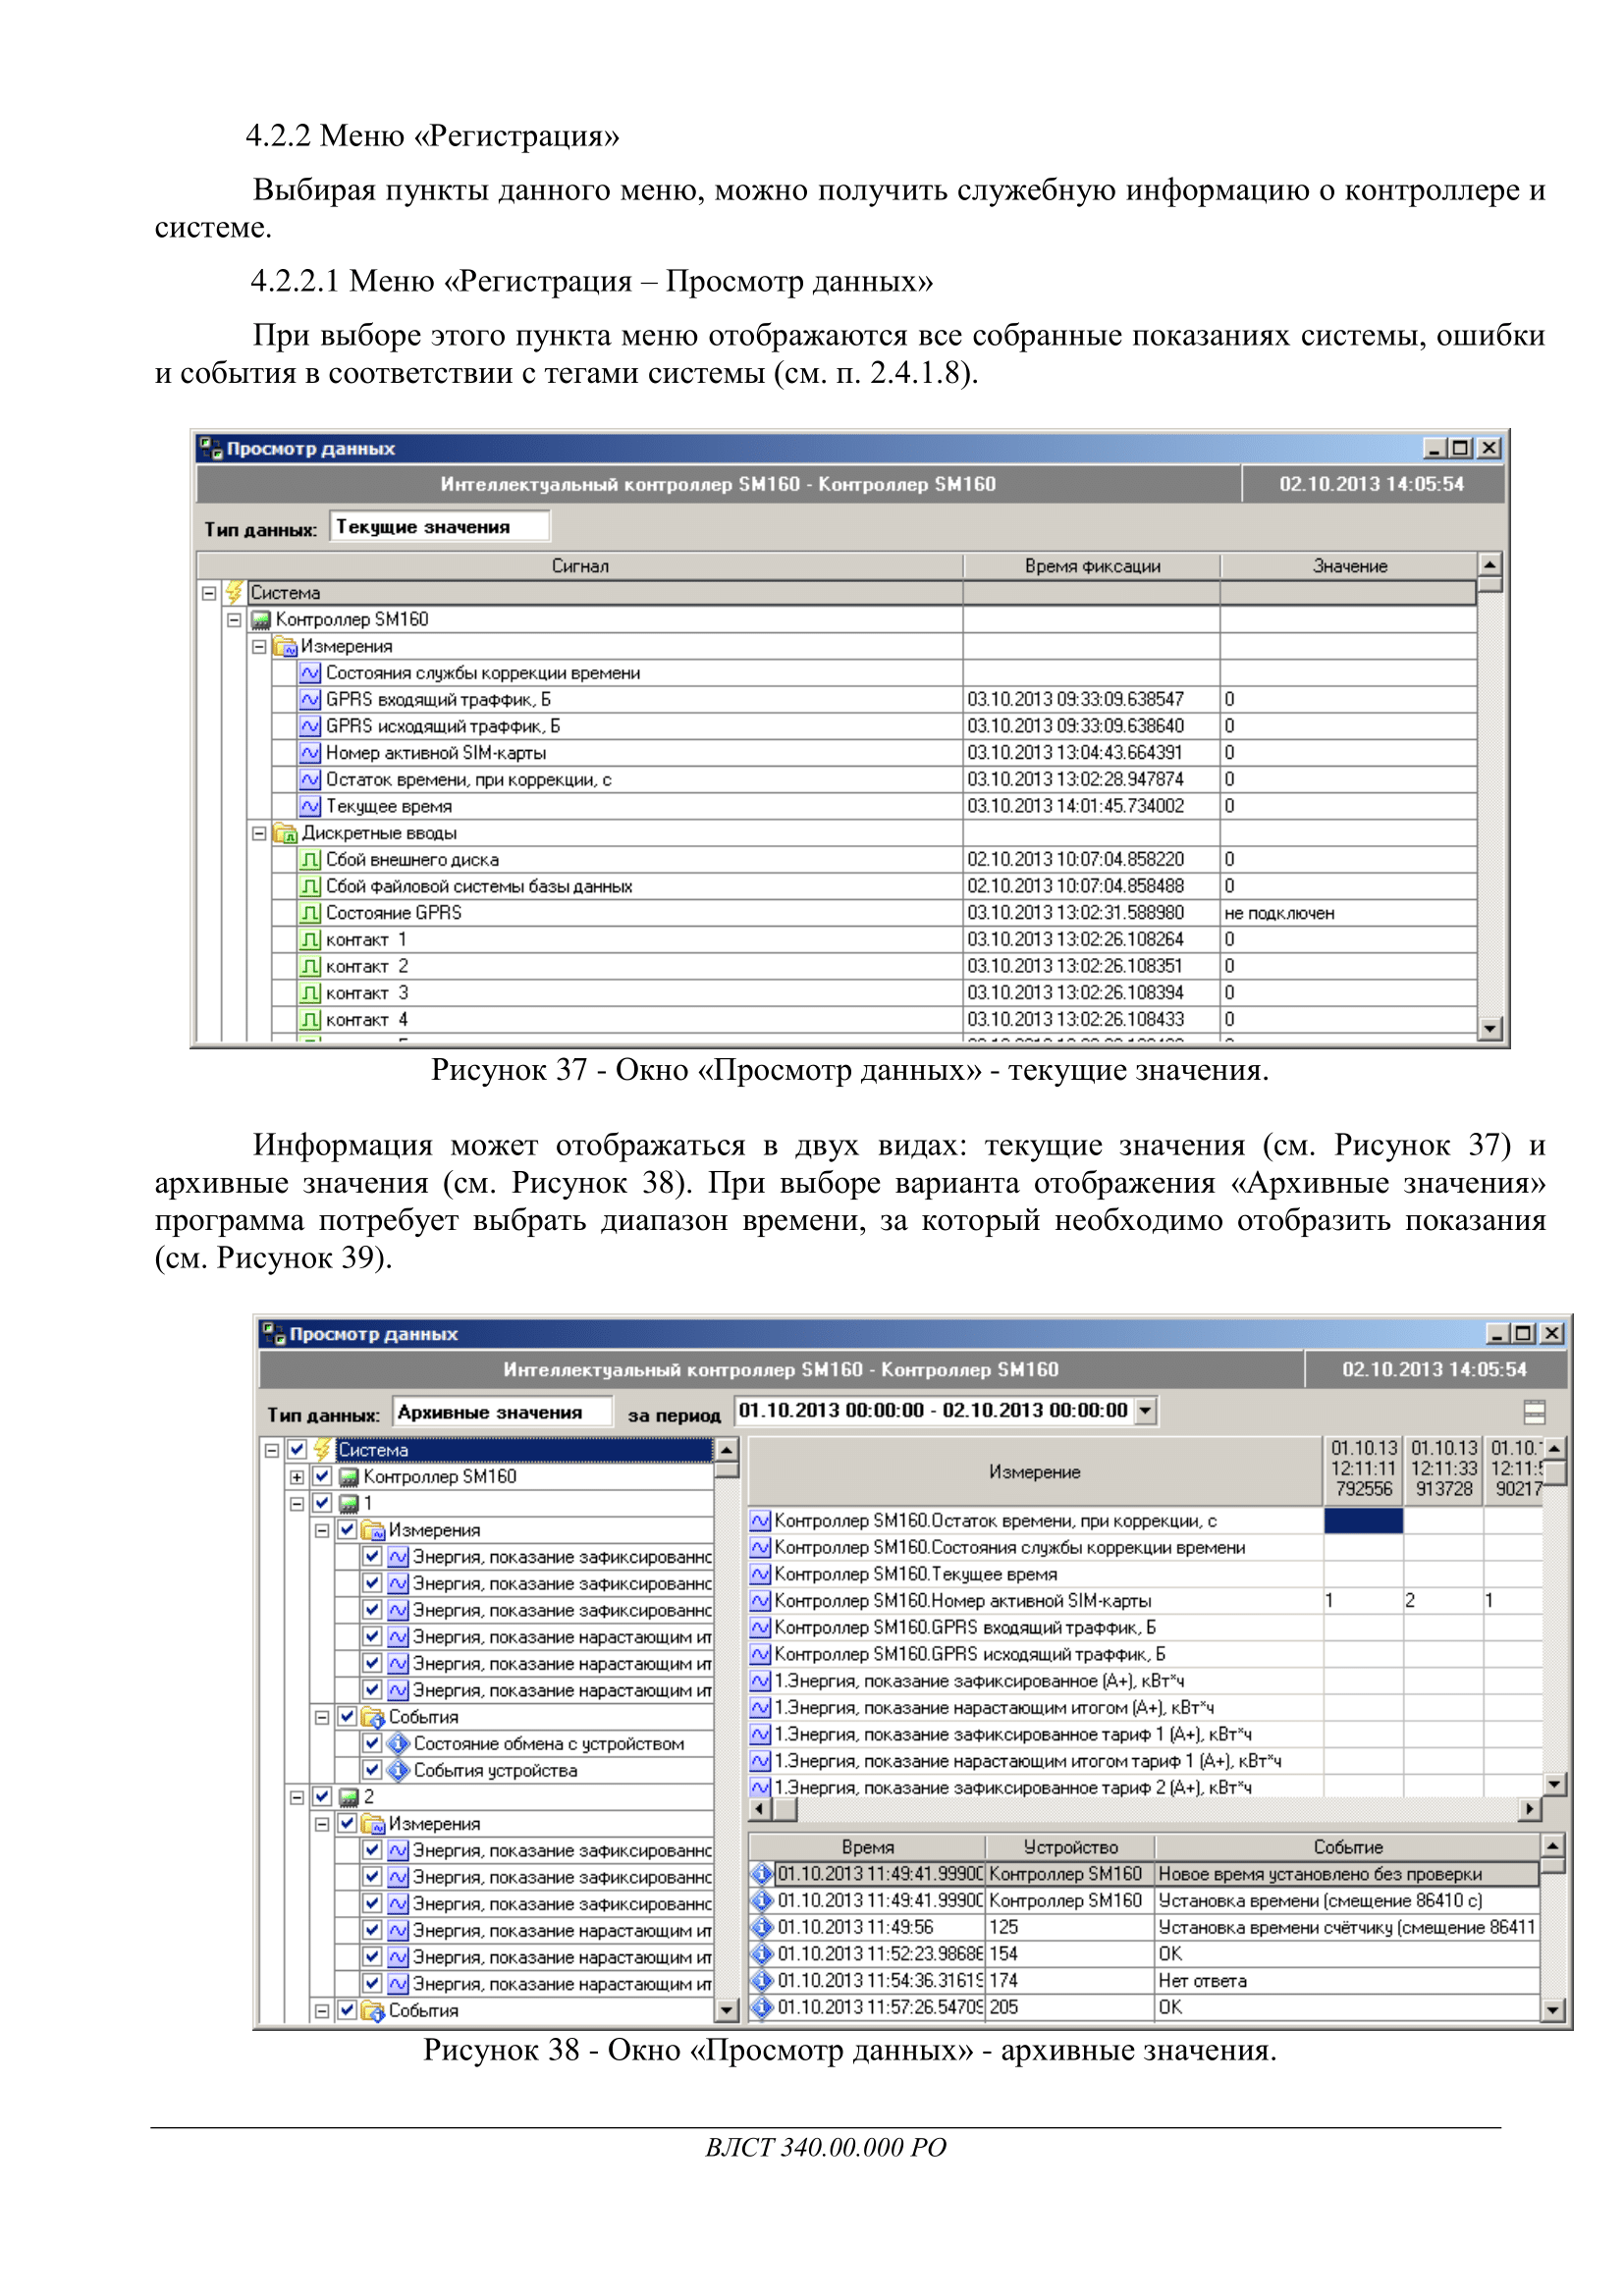 4.2.2 Меню «Регистрация»
Выбирая пункты данного меню, можно получить служебную информацию о контроллере и
системе.
4.2.2.1 Меню «Регистрация – Просмотр данных»
При выборе этого пункта меню отображаются все собранные показаниях системы, ошибки
и события в соответствии с тегами системы (см. п. 2.4.1.8).
Просмотр данных
Интеллектуальный контроллер SM160 - Контроллер SM160 02.10.2013 14:05:54
Тип данных: Текущие значения
Сигнал Время фиксации Значение
Система
Контроллер SM160
Измерения
Состояния службы коррекции времени
GPRS входящий траффик, Б 03.10.2013 09:33:09.638547 0
GPRS исходящий траффик, Б 03.10.2013 09:33:09.638640 0
Номер активной SIM-карты 03.10.2013 13:04:43.664391 0
Остаток времени, при коррекции, с 03.10.2013 13:02:28.947874 0
Текущее время 03.10.2013 14:01:45.734002 0
Дискретные вводы
Сбой внешнего диска 02.10.2013 10:07:04.858220 0
Сбой файловой системы базы данных 02.10.2013 10:07:04.858488 0
Состояние GPRS 03.10.2013 13:02:31.588980 не подключен
контакт 1 03.10.2013 13:02:26.108264 0
контакт 2 03.10.2013 13:02:26.108351 0
контакт 3 03.10.2013 13:02:26.108394 0
контакт 4 03.10.2013 13:02:26.108433 0
Рисунок 37 - Окно «Просмотр данных» - текущие значения.
Информация может отображаться в двух видах: текущие значения (см. Рисунок 37) и
архивные значения (см. Рисунок 38). При выборе варианта отображения «Архивные значения»
программа потребует выбрать диапазон времени, за который необходимо отобразить показания
(см. Рисунок 39).
Просмотр данных
Интеллектуальный контроллер SM160 - Контроллер SM160 02.10.2013 14:05:54
Тип данных: Архивные значения за период 01.10.2013 00:00:00 - 02.10.2013 00:00:00
Система
Контроллер SM160
1
Измерения
Энергия, показание зафиксированнс
Энергия, показание зафиксированнс
Энергия, показание зафиксированнс
Энергия, показание нарастающим ит
Энергия, показание нарастающим ит
Энергия, показание нарастающим ит
События
Состояние обмена с устройством
События устройства
2
Измерения
Энергия, показание зафиксированнс
Энергия, показание зафиксированнс
Энергия, показание зафиксированнс
Энергия, показание нарастающим ит
Энергия, показание нарастающим ит
Энергия, показание нарастающим ит
События
Измерение
01.10.13 01.10.13 01.10.
12:11:11 12:11:33 12:11:
792556 913728 90217
Контроллер SM160.Остаток времени, при коррекции, с
Контроллер SM160.Состояния службы коррекции времени
Контроллер SM160.Текущее время
Контроллер SM160.Номер активной SIM-карты 1 2 1
Контроллер SM160.GPRS входящий траффик, Б
Контроллер SM160.GPRS исходящий траффик, Б
1.Энергия, показание зафиксированное (А+), кВт*ч
1.Энергия, показание нарастающим итогом (А+), кВт*ч
1.Энергия, показание зафиксированное тариф 1 (А+), кВт*ч
1.Энергия, показание нарастающим итогом тариф 1 (А+), кВт*ч
1.Энергия, показание зафиксированное тариф 2 (А+), кВт*ч
Время Устройство Событие
01.10.2013 11:49:41.9990 Контроллер SM160 Новое время установлено без проверки
01.10.2013 11:49:41.9990 Контроллер SM160 Установка времени (смещение 86410 с)
01.10.2013 11:49:56 125 Установка времени счётчику (смещение 86411
01.10.2013 11:52:23.9868 154 ОК
01.10.2013 11:54:36.3161 174 Нет ответа
01.10.2013 11:57:26.5470 205 ОК
Рисунок 38 - Окно «Просмотр данных» - архивные значения.
ВЛСТ 340.00.000 РО